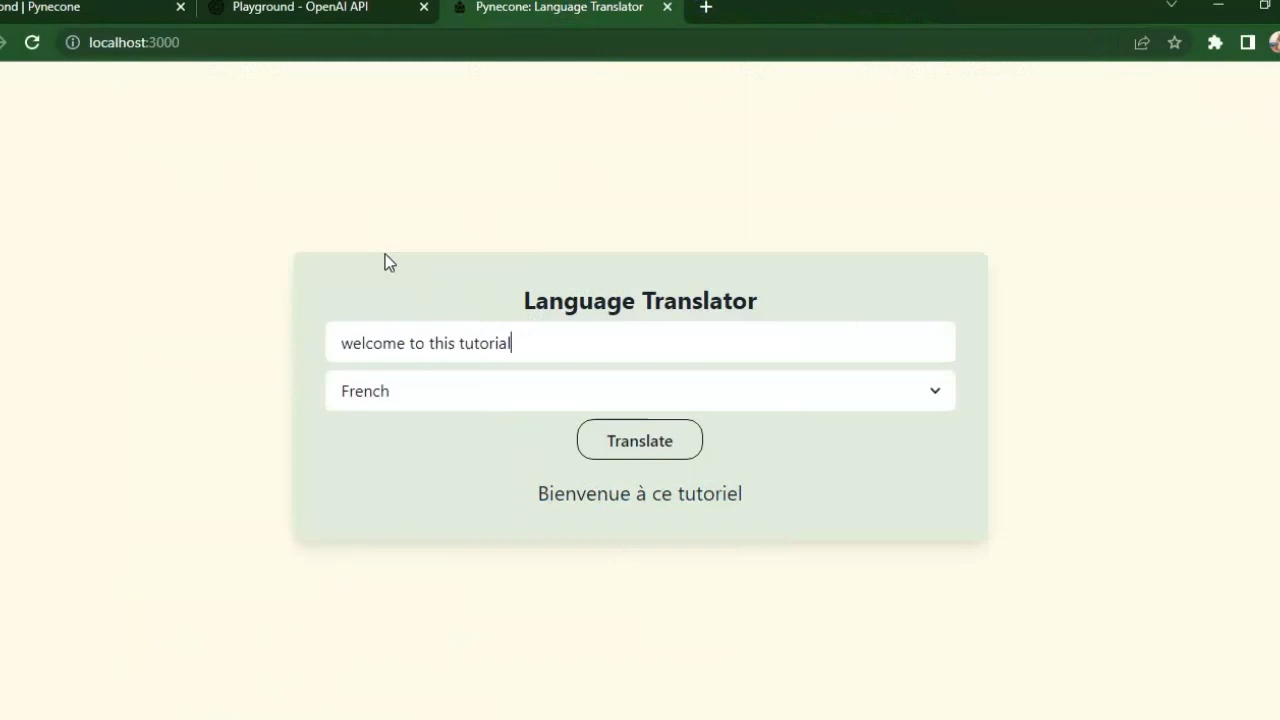 ond | Pynecone
Playground - OpenAI API
Pynecone: Language Translator
localhost:3000
Language Translator
welcome to this tutorial
French
Translate
Bienvenue à ce tutoriel